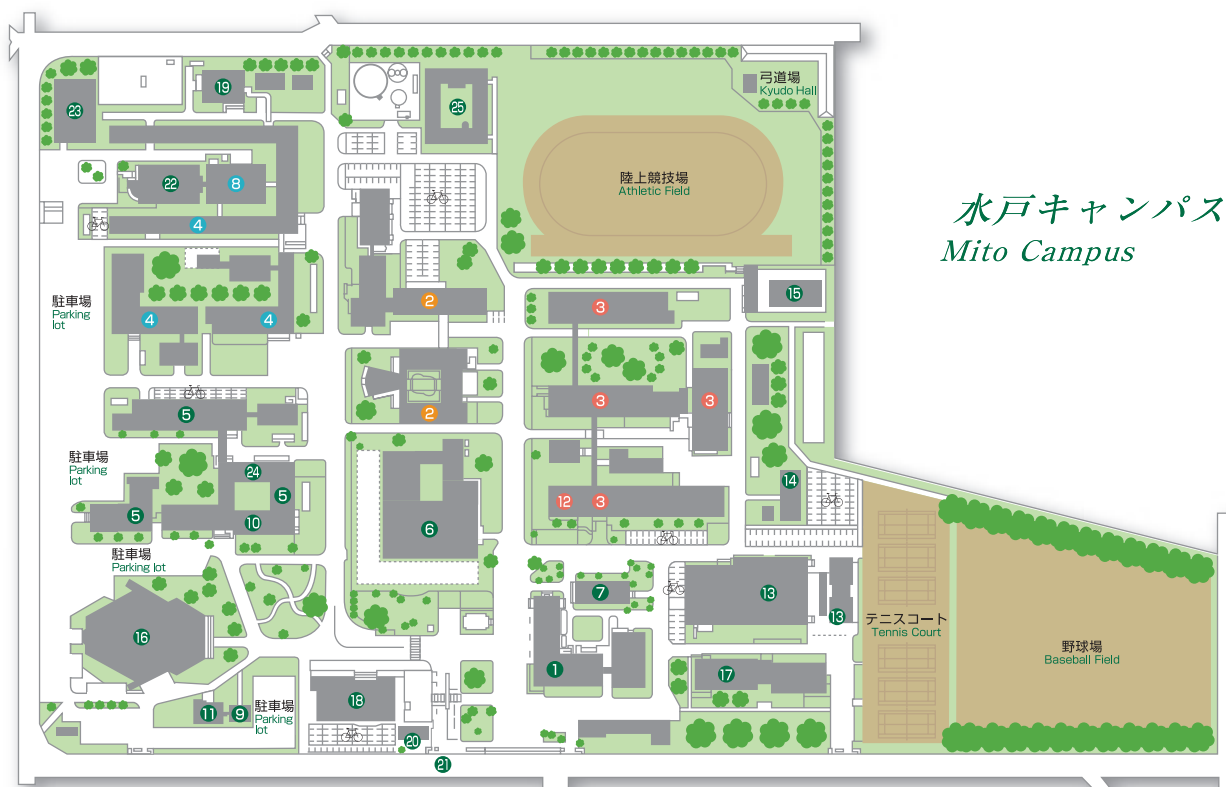 弓道場
Kyudo Hall
19
23
25
陸上競技場
Athletic Field
22
8
4
水戸キャンパス
Mito Campus
駐車場
Parking
lot
4
4
2
3
15
2
3
3
5
駐車場
Parking
lot
24
5
5
10
6
12
3
14
駐車場
Parking lot
7
13
13
テニスコート
Tennis Court
野球場
Baseball Field
16
1
17
18
11
9
駐車場
Parking
lot
20
21